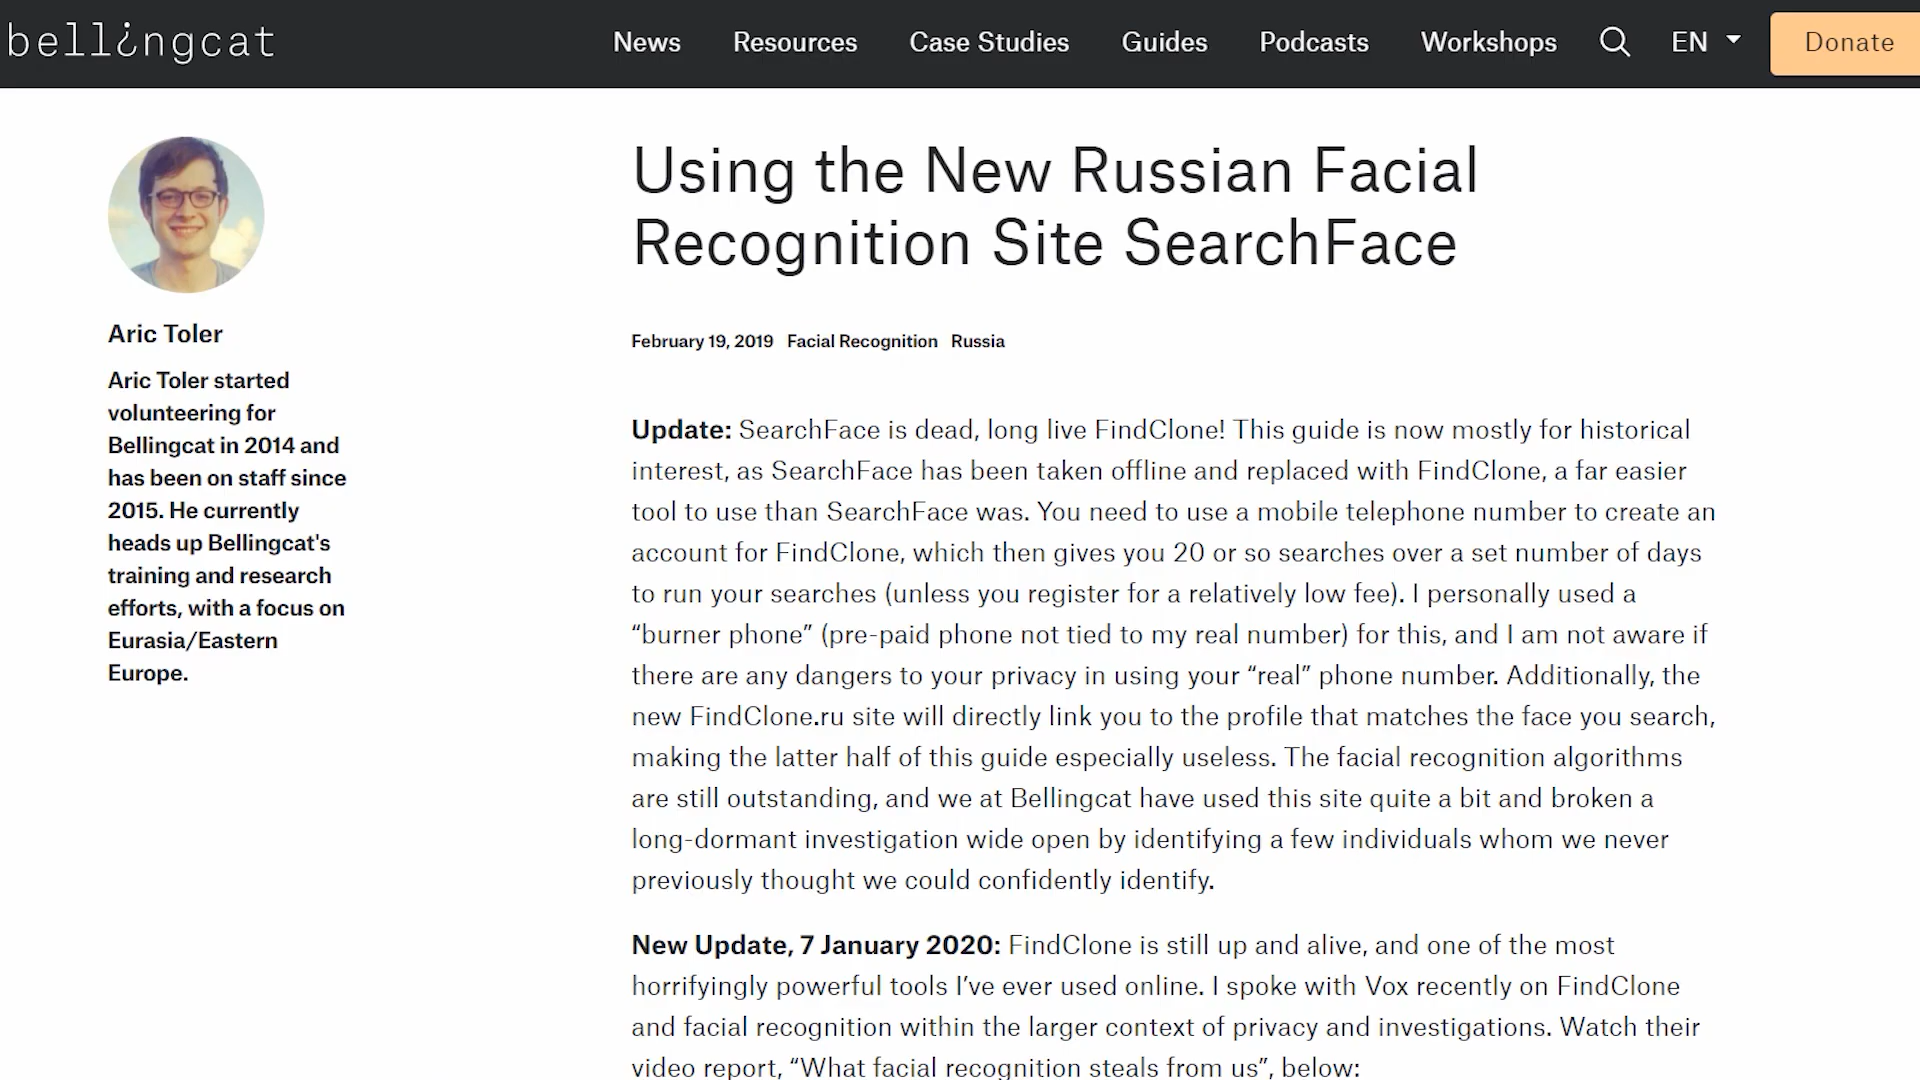 bellingcat
News Resources Case Studies Guides Podcasts Workshops EN Donate
Aric Toler
Aric Toler started
volunteering for
Bellingcat in 2014 and
has been on staff since
2015. He currently
heads up Bellingcat's
training and research
efforts, with a focus on
Eurasia/Eastern
Europe.
Using the New Russian Facial
Recognition Site SearchFace
February 19, 2019 Facial Recognition Russia
Update: SearchFace is dead, long live FindClone! This guide is now mostly for historical
interest, as SearchFace has been taken offline and replaced with FindClone, a far easier
tool to use than SearchFace was. You need to use a mobile telephone number to create an
account for FindClone, which then gives you 20 or so searches over a set number of days
to run your searches (unless you register for a relatively low fee). I personally used a
“burner phone” (pre-paid phone not tied to my real number) for this, and I am not aware if
there are any dangers to your privacy in using your “real” phone number. Additionally, the
new FindClone.ru site will directly link you to the profile that matches the face you search,
making the latter half of this guide especially useless. The facial recognition algorithms
are still outstanding, and we at Bellingcat have used this site quite a bit and broken a
long-dormant investigation wide open by identifying a few individuals whom we never
previously thought we could confidently identify.
New Update, 7 January 2020: FindClone is still up and alive, and one of the most
horrifyingly powerful tools I’ve ever used online. I spoke with Vox recently on FindClone
and facial recognition within the larger context of privacy and investigations. Watch their
video report, “What facial recognition steals from us”, below: